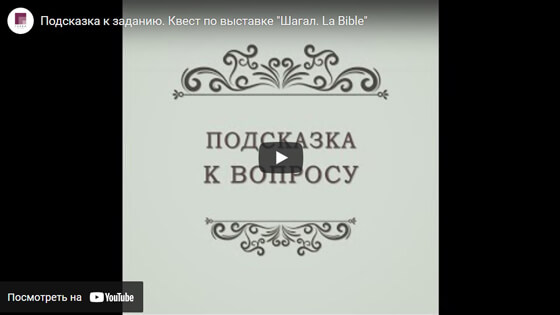 Подсказка к заданию. Квест по выставке "Шагал. La Bible"
ПОДСКАЗКА
К ВОПРОСУ
Посмотреть на YouTube